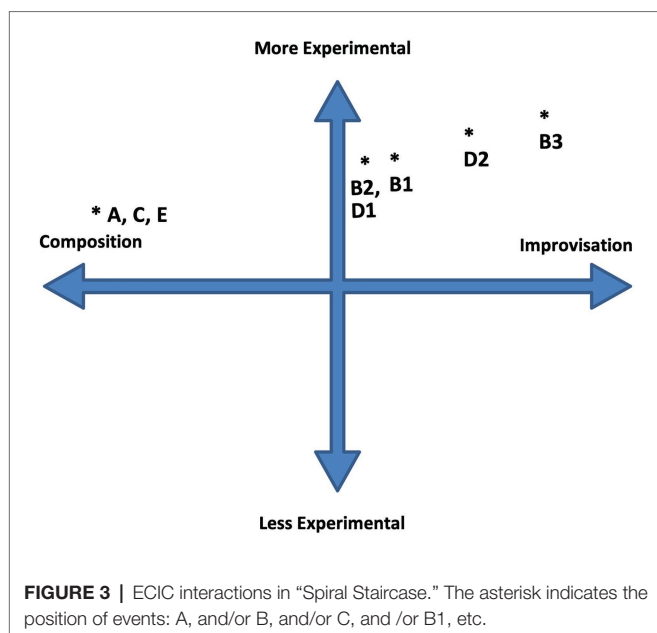 More Experimental
*
B3
*
D2
*
B1
*
B2,
D1
* A, C, E
Composition
Improvisation
Less Experimental
FIGURE 3 | ECIC interactions in “Spiral Staircase.” The asterisk indicates the
position of events: A, and/or B, and/or C, and /or B1, etc.